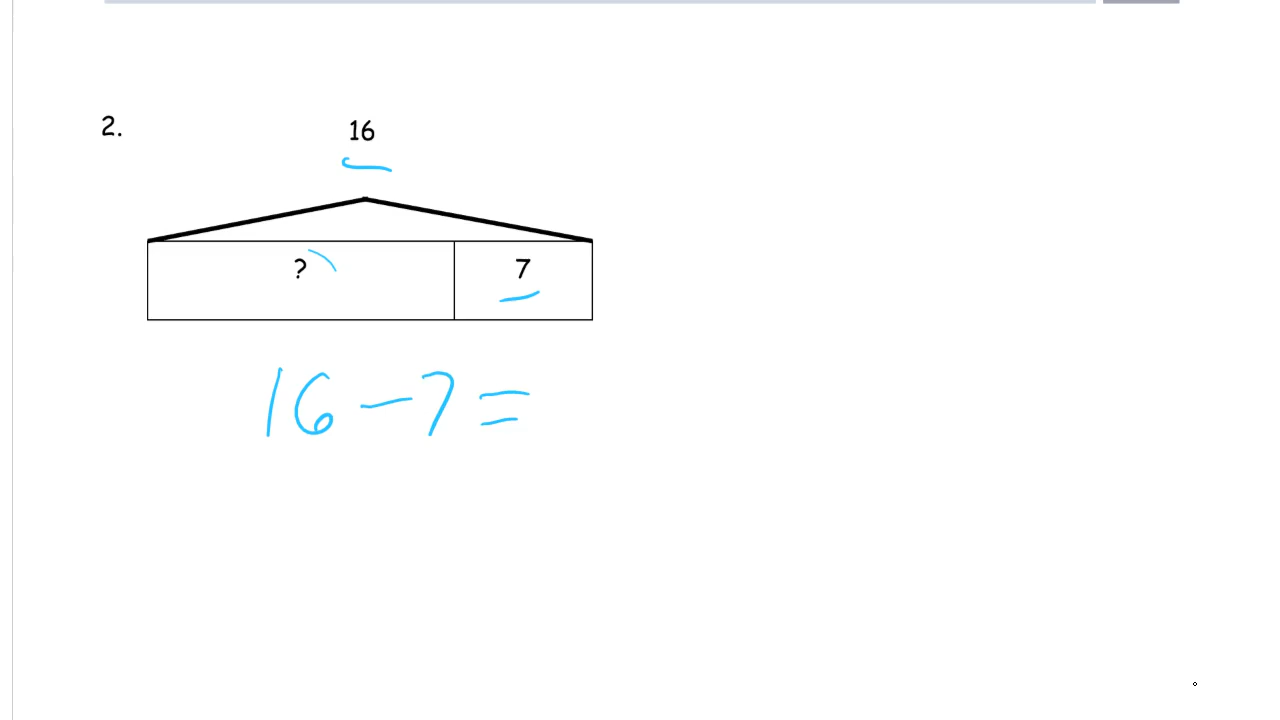 2.
16
? 7
16 - 7 =